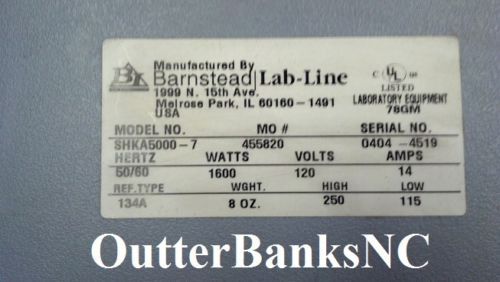 Manufactured By
Barnstead|Lab-Line
1999 N. 15th Ave.
Melrose Park, IL 60160-1491
USA
C UL US
LISTED
LABORATORY EQUIPMENT
78GM
MODEL NO. MO # SERIAL NO.
SHKA5000-7 455820 0404-4519
HERTZ WATTS VOLTS AMPS
50/60 1600 120 14
REF.TYPE WGHT. HIGH LOW
134A 8 OZ. 250 115
OutterBanksNC